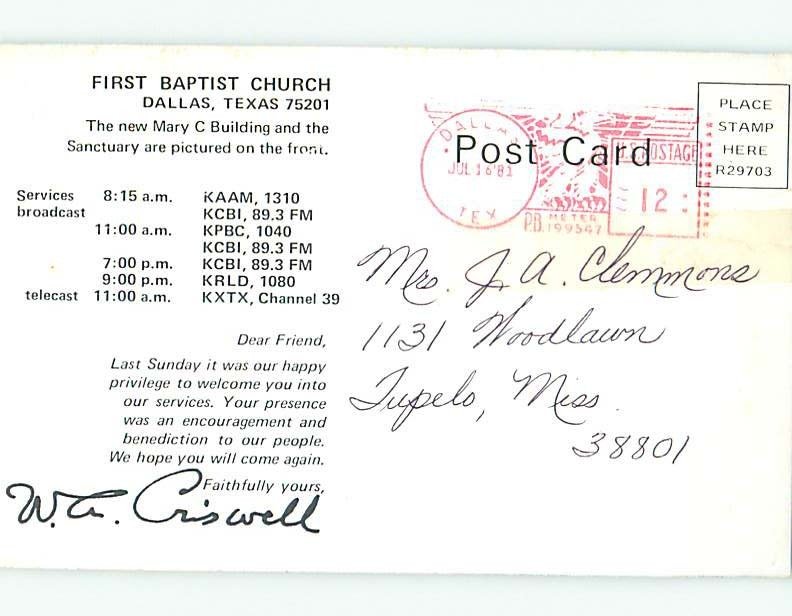 FIRST BAPTIST CHURCH
DALLAS, TEXAS 75201
The new Mary C Building and the
Sanctuary are pictured on the front.
Services 8:15 a.m. KAAM, 1310
broadcast KCBI, 89.3 FM
11:00 a.m. KPBC, 1040
KCBI, 89.3 FM
7:00 p.m. KCBI, 89.3 FM
9:00 p.m. KRLD, 1080
telecast 11:00 a.m. KXTX, Channel 39
Dear Friend,
Last Sunday it was our happy
privilege to welcome you into
our services. Your presence
was an encouragement and
benediction to our people.
We hope you will come again.
Faithfully yours,
W. A. Criswell
Post Card
DALLAS
JUL 16'81
TEX
U.S. POSTAGE
12
P.B. METER
199547
PLACE
STAMP
HERE
R29703
Mrs. J. A. Clemmons
1131 Woodlawn
Tupelo, Miss.
38801